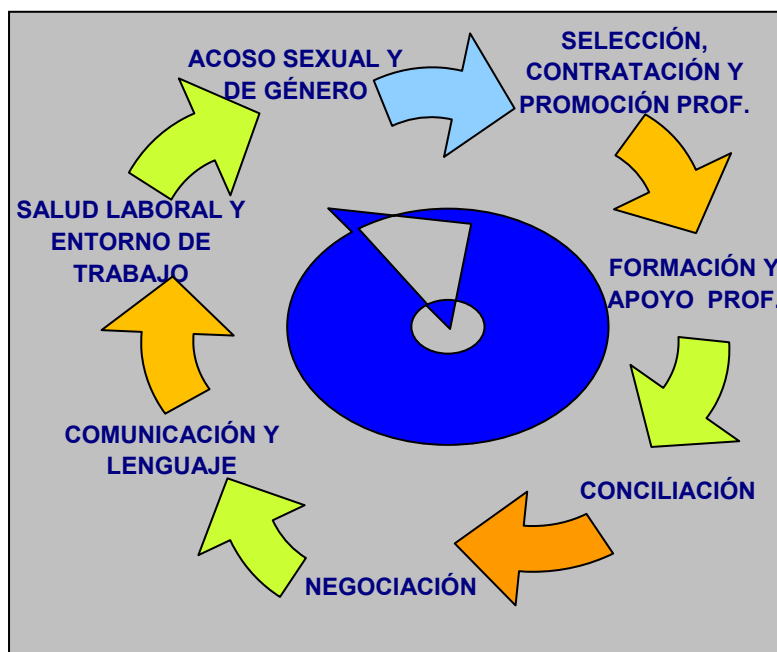 ACOSO SEXUAL Y
DE GÉNERO
SELECCIÓN,
CONTRATACIÓN Y
PROMOCIÓN PROF.
FORMACIÓN Y
APOYO PROF.
CONCILIACIÓN
NEGOCIACIÓN
COMUNICACIÓN Y
LENGUAJE
SALUD LABORAL Y
ENTORNO DE
TRABAJO